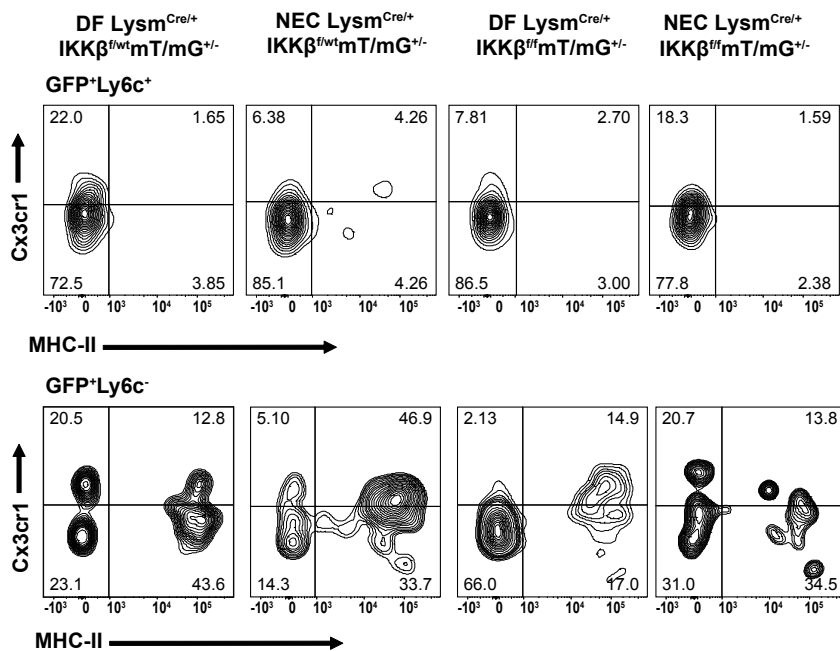 DF Lysm^Cre/+ NEC Lysm^Cre/+ DF Lysm^Cre/+ NEC Lysm^Cre/+
IKKβ^f/wt mT/mG^+/- IKKβ^f/wt mT/mG^+/- IKKβ^f/f mT/mG^+/- IKKβ^f/f mT/mG^+/-
GFP⁺Ly6c⁺
22.0 1.65 6.38 4.26 7.81 2.70 18.3 1.59
Cx3cr1
72.5 3.85 85.1 4.26 86.5 3.00 77.8 2.38
-10³ 0 10³ 10⁴ 10⁵ -10³ 0 10³ 10⁴ 10⁵ -10³ 0 10³ 10⁴ 10⁵ -10³ 0 10³ 10⁴ 10⁵
MHC-II
GFP⁺Ly6c⁻
20.5 12.8 5.10 46.9 2.13 14.9 20.7 13.8
Cx3cr1
23.1 43.6 14.3 33.7 66.0 17.0 31.0 34.5
-10³ 0 10³ 10⁴ 10⁵ -10³ 0 10³ 10⁴ 10⁵ -10³ 0 10³ 10⁴ 10⁵ -10³ 0 10³ 10⁴ 10⁵
MHC-II